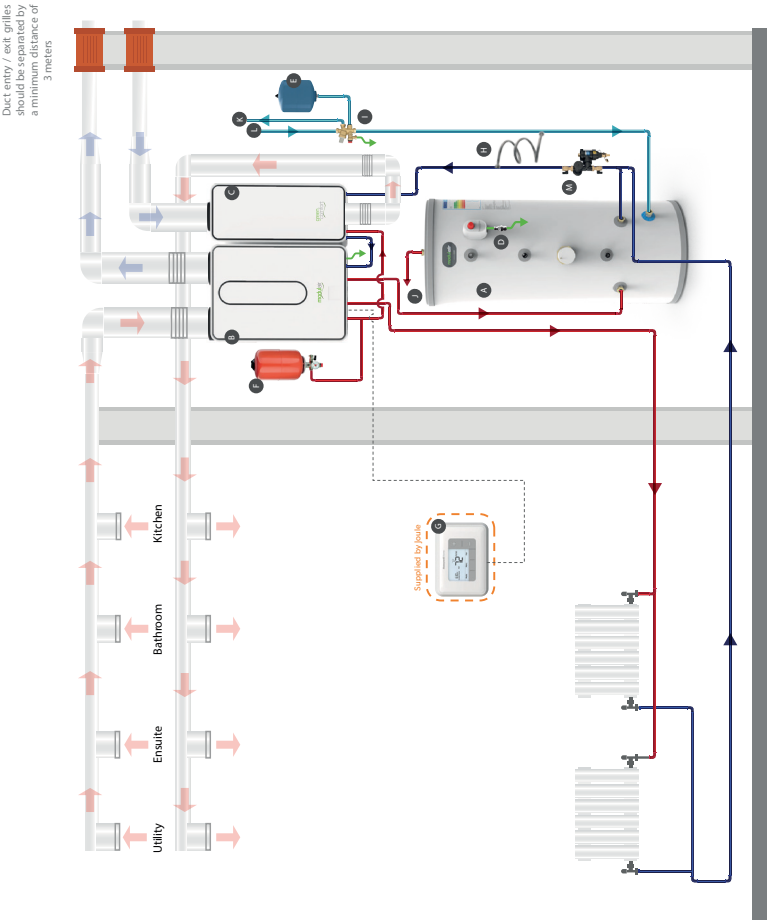 Duct entry / exit grilles
should be separated by
a minimum distance of
3 meters
E
K
I
L
H
M
C
D
A
J
B
F
G
Supplied by Joule
72
Kitchen
Bathroom
Ensuite
Utility